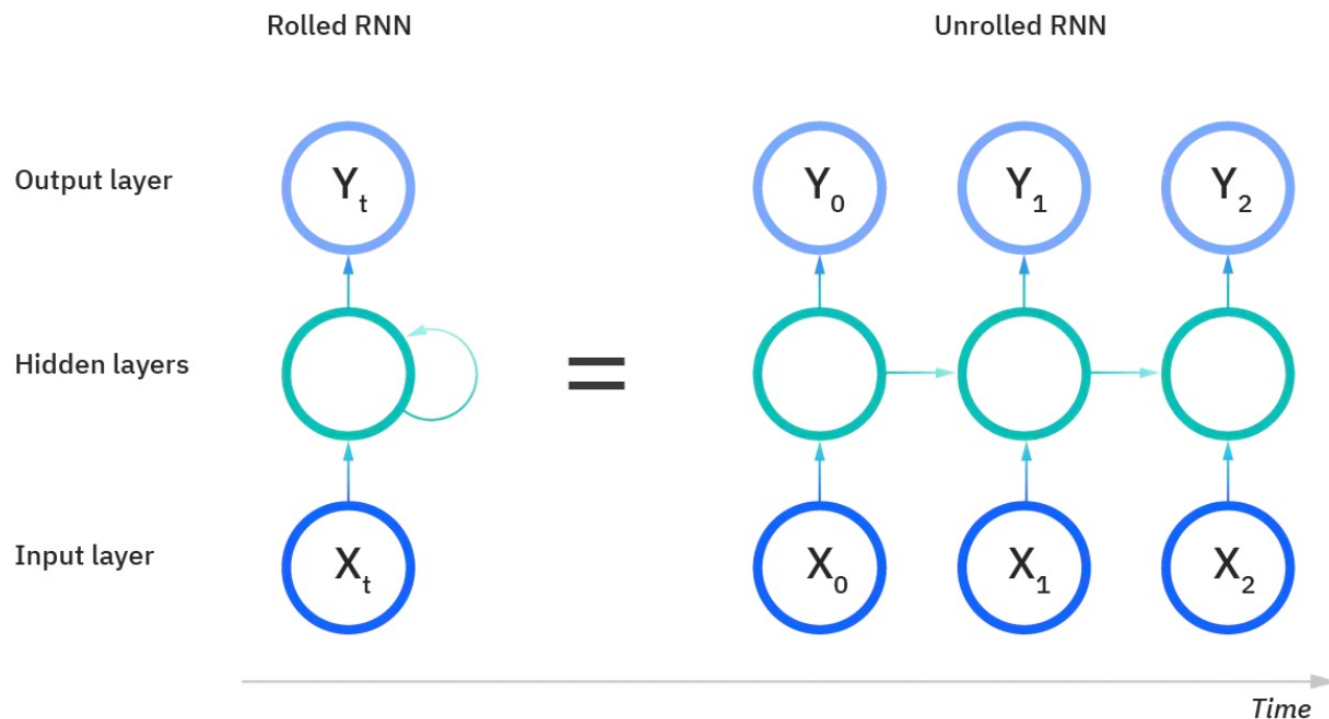 Rolled RNN
Unrolled RNN
Output layer
Yt
Y0
Y1
Y2
Hidden layers
=
Input layer
Xt
X0
X1
X2
Time